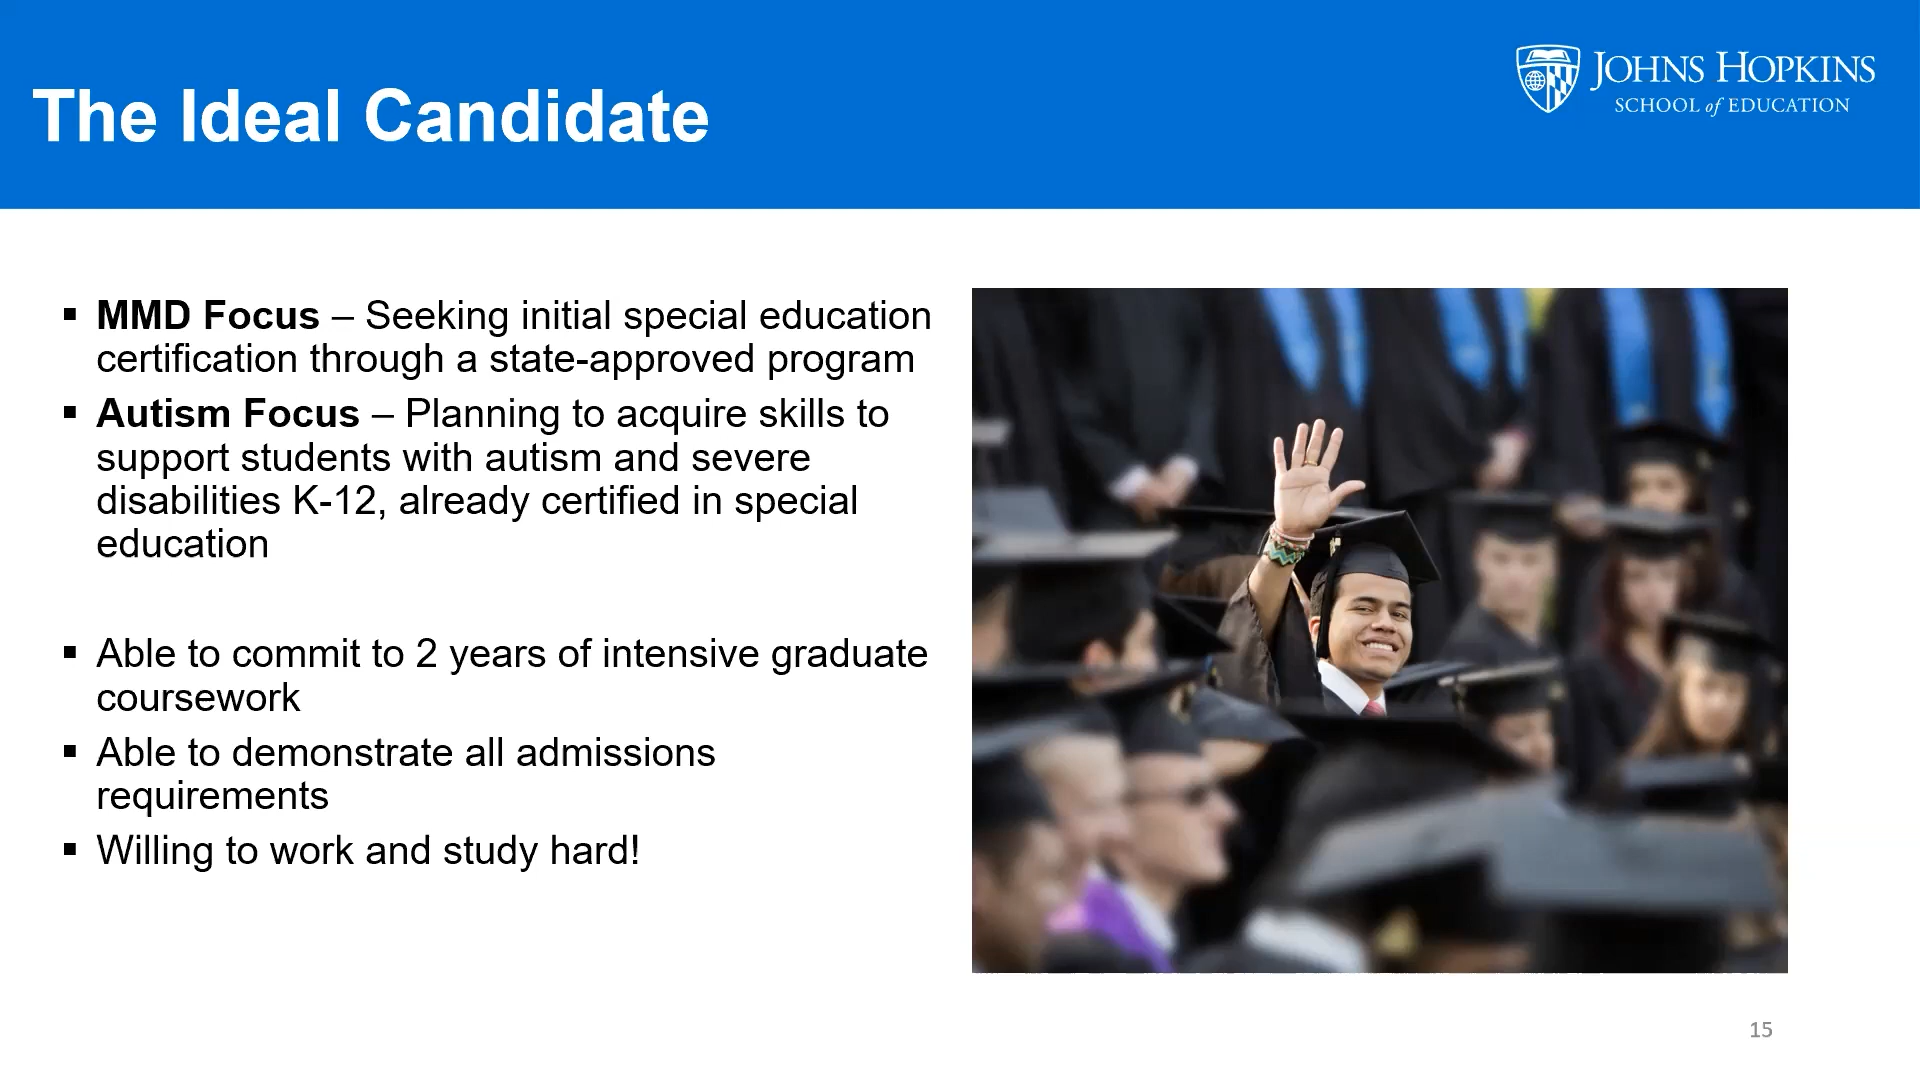 The Ideal Candidate
JOHNS HOPKINS
SCHOOL of EDUCATION
▪ MMD Focus – Seeking initial special education
certification through a state-approved program
▪ Autism Focus – Planning to acquire skills to
support students with autism and severe
disabilities K-12, already certified in special
education
▪ Able to commit to 2 years of intensive graduate
coursework
▪ Able to demonstrate all admissions
requirements
▪ Willing to work and study hard!
15